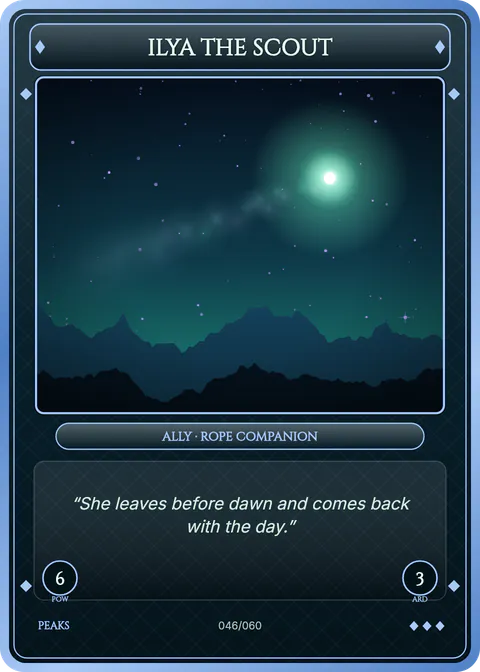 ILYA THE SCOUT
ALLY · ROPE COMPANION
“She leaves before dawn and comes back
with the day.”
6
POW
3
ARD
PEAKS
046/060